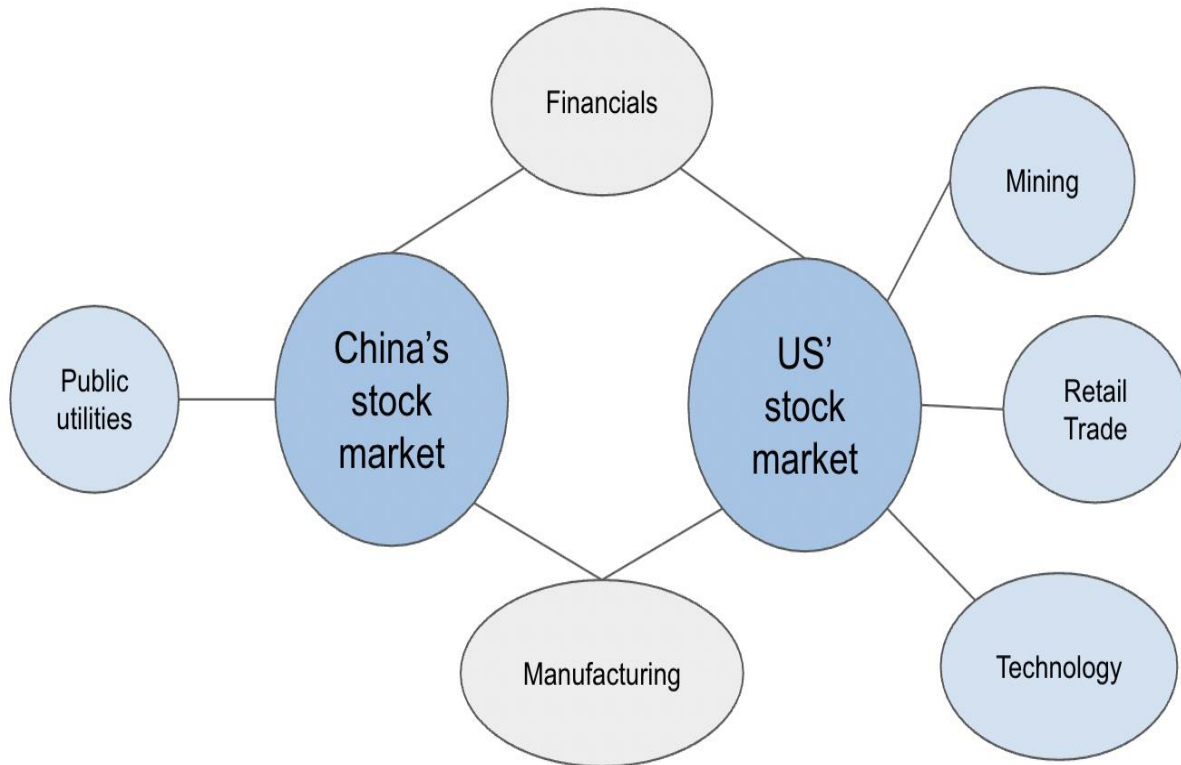 Financials
Mining
China’s
stock
market
US’
stock
market
Public
utilities
Retail
Trade
Manufacturing
Technology